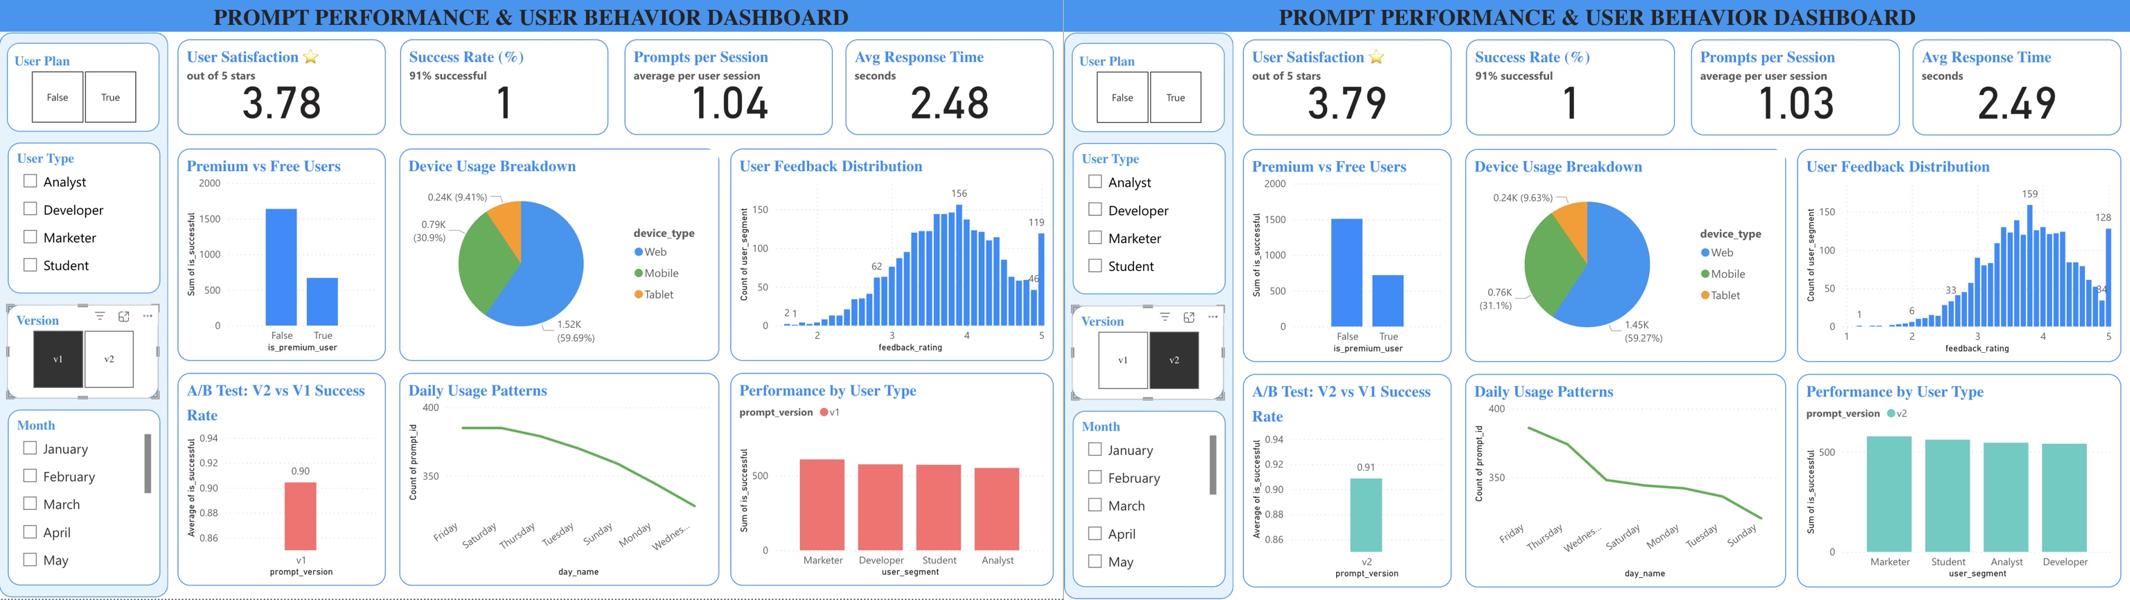 PROMPT PERFORMANCE & USER BEHAVIOR DASHBOARD
User Plan
False True
User Type
Analyst
Developer
Marketer
Student
Version
v1 v2
Month
January
February
March
April
May
User Satisfaction ⭐
out of 5 stars
3.78
Success Rate (%)
91% successful
1
Prompts per Session
average per user session
1.04
Avg Response Time
seconds
2.48
Premium vs Free Users
Sum of is_successful
2000
1500
1000
500
0
False True
is_premium_user
Device Usage Breakdown
0.24K (9.41%)
0.79K
(30.9%)
1.52K
(59.69%)
device_type
Web
Mobile
Tablet
User Feedback Distribution
Count of user_segment
150
100
50
0
2 1 62 156 46 119
2 3 4 5
feedback_rating
A/B Test: V2 vs V1 Success
Rate
Average of is_successful
0.94
0.92
0.90
0.88
0.86
0.90
v1
prompt_version
Daily Usage Patterns
Count of prompt_id
400
350
Friday Saturday Thursday Tuesday Sunday Monday Wednes...
day_name
Performance by User Type
prompt_version v1
Sum of is_successful
500
0
Marketer Developer Student Analyst
user_segment
PROMPT PERFORMANCE & USER BEHAVIOR DASHBOARD
User Plan
False True
User Type
Analyst
Developer
Marketer
Student
Version
v1 v2
Month
January
February
March
April
May
User Satisfaction ⭐
out of 5 stars
3.79
Success Rate (%)
91% successful
1
Prompts per Session
average per user session
1.03
Avg Response Time
seconds
2.49
Premium vs Free Users
Sum of is_successful
2000
1500
1000
500
0
False True
is_premium_user
Device Usage Breakdown
0.24K (9.63%)
0.76K
(31.1%)
1.45K
(59.27%)
device_type
Web
Mobile
Tablet
User Feedback Distribution
Count of user_segment
150
100
50
0
1 6 33 159 34 128
1 2 3 4 5
feedback_rating
A/B Test: V2 vs V1 Success
Rate
Average of is_successful
0.94
0.92
0.90
0.88
0.86
0.91
v2
prompt_version
Daily Usage Patterns
Count of prompt_id
400
350
Friday Thursday Wednes... Saturday Monday Tuesday Sunday
day_name
Performance by User Type
prompt_version v2
Sum of is_successful
500
0
Marketer Student Analyst Developer
user_segment